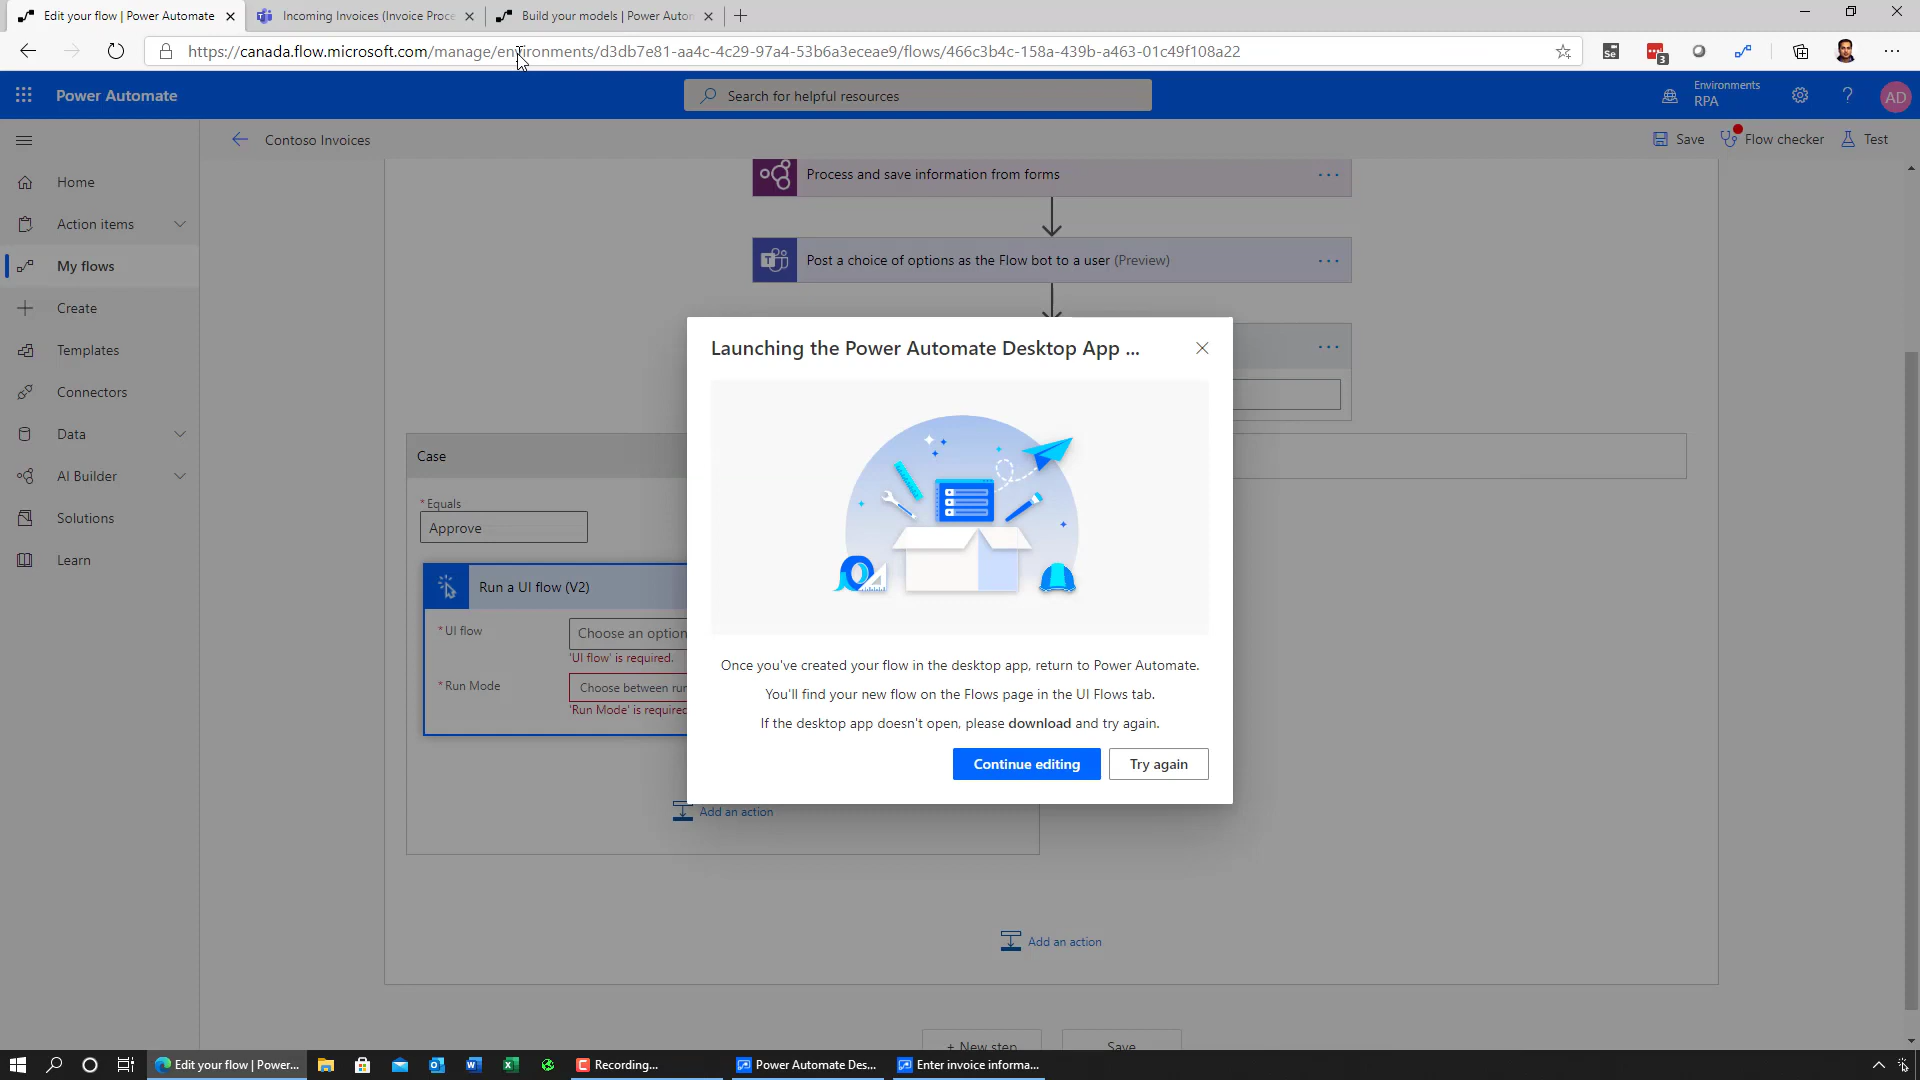 Edit your flow | Power Automate
Incoming Invoices (Invoice Proce
Build your models | Power Autom
https://canada.flow.microsoft.com/manage/environments/d3db7e81-aa4c-4c29-97a4-53b6a3eceae9/flows/466c3b4c-158a-439b-a463-01c49f108a22
Se
3
Power Automate
Search for helpful resources
Environments
RPA
?
AD
Contoso Invoices
Save
Flow checker
Test
Home
Action items
My flows
Create
Templates
Connectors
Data
AI Builder
Solutions
Learn
Process and save information from forms
Post a choice of options as the Flow bot to a user (Preview)
Case
* Equals
Approve
Run a UI flow (V2)
* UI flow
Choose an option
'UI flow' is required.
* Run Mode
Choose between run
'Run Mode' is required
Add an action
Launching the Power Automate Desktop App ...
Once you've created your flow in the desktop app, return to Power Automate.
You'll find your new flow on the Flows page in the UI Flows tab.
If the desktop app doesn't open, please download and try again.
Continue editing
Try again
Add an action
+ New step
Save
Edit your flow | Power...
Recording...
Power Automate Des...
Enter invoice informa...